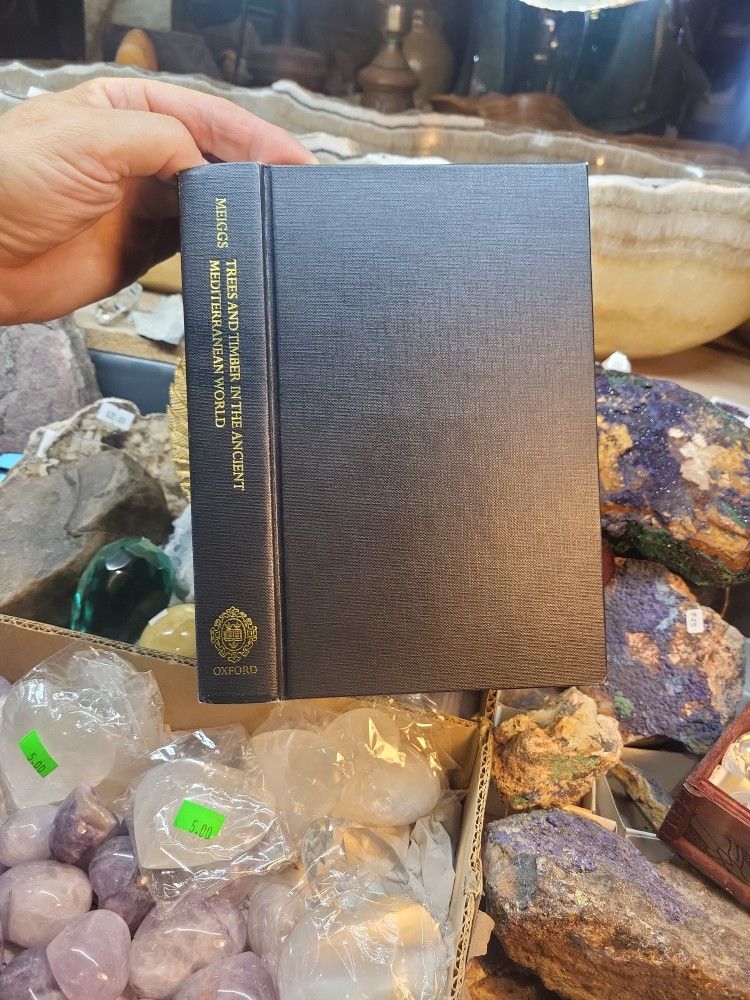 MEIGGS
TREES AND TIMBER IN THE ANCIENT
MEDITERRANEAN WORLD
OXFORD
5.00
5.00